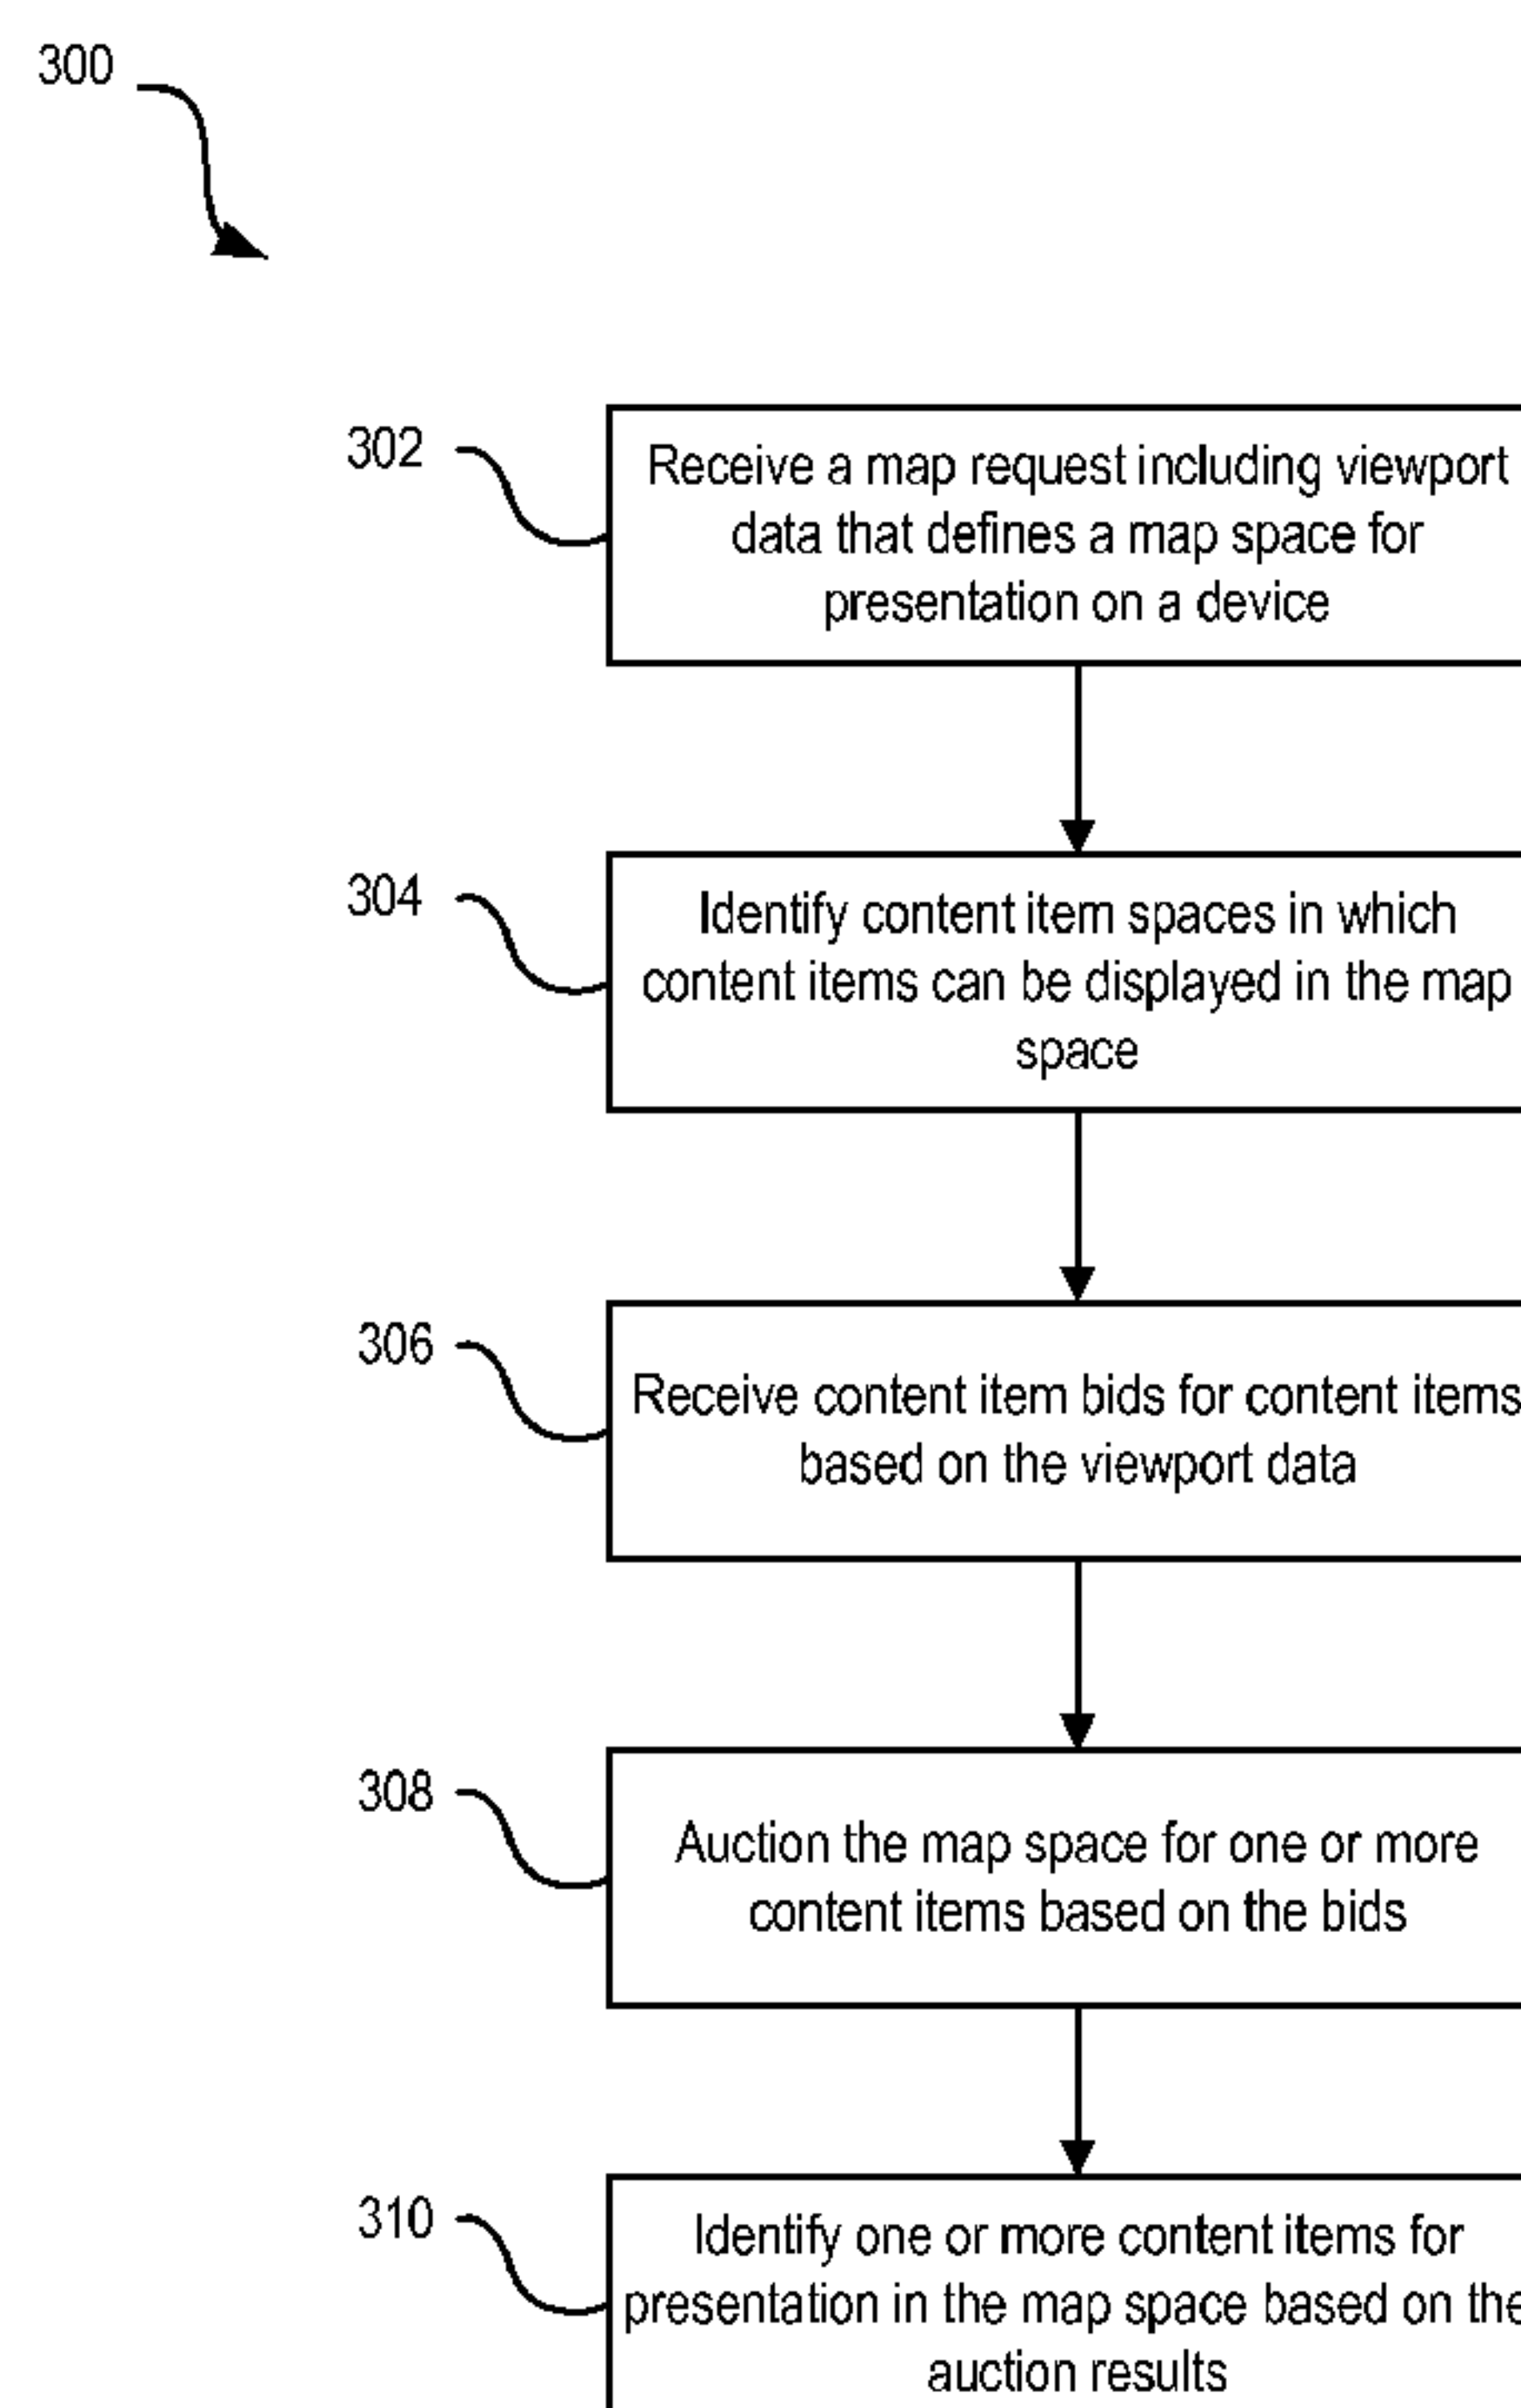 300
302
Receive a map request including viewport
data that defines a map space for
presentation on a device
304
Identify content item spaces in which
content items can be displayed in the map
space
306
Receive content item bids for content items
based on the viewport data
308
Auction the map space for one or more
content items based on the bids
310
Identify one or more content items for
presentation in the map space based on the
auction results